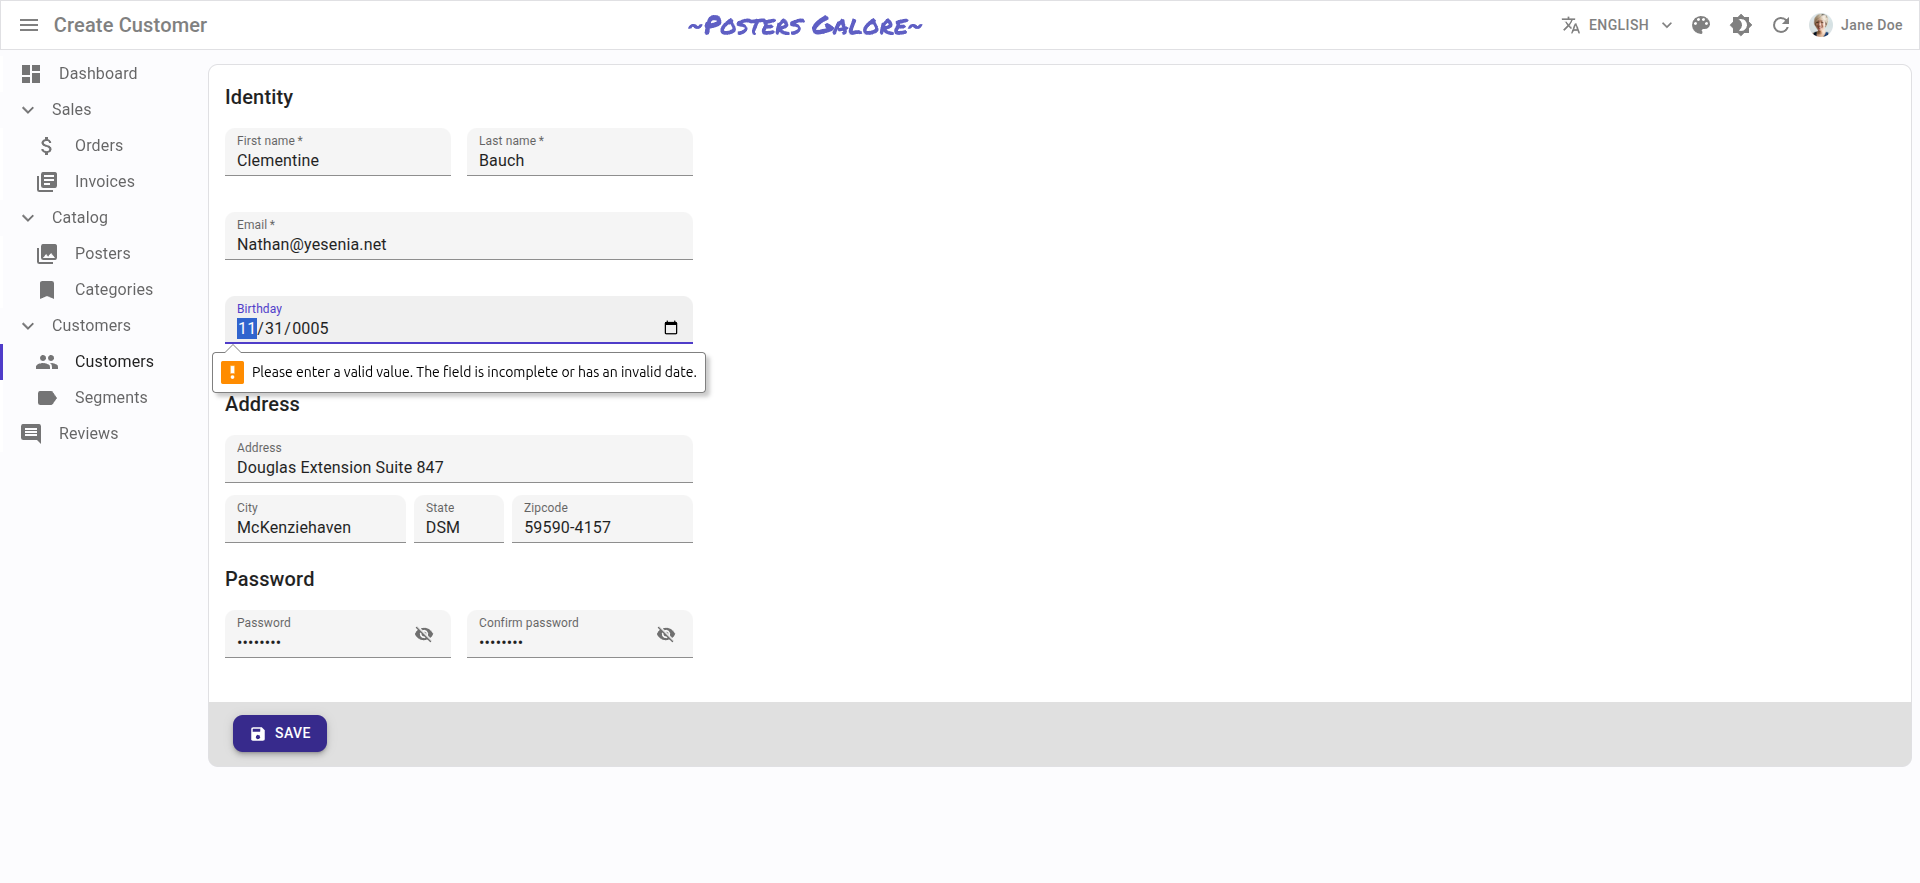 Create Customer
~Posters Galore~
ENGLISH
Jane Doe
Dashboard
Sales
Orders
Invoices
Catalog
Posters
Categories
Customers
Customers
Segments
Reviews
Identity
First name *
Clementine
Last name *
Bauch
Email *
Nathan@yesenia.net
Birthday
11/31/0005
Please enter a valid value. The field is incomplete or has an invalid date.
Address
Address
Douglas Extension Suite 847
City
McKenziehaven
State
DSM
Zipcode
59590-4157
Password
Password
••••••••
Confirm password
••••••••
SAVE